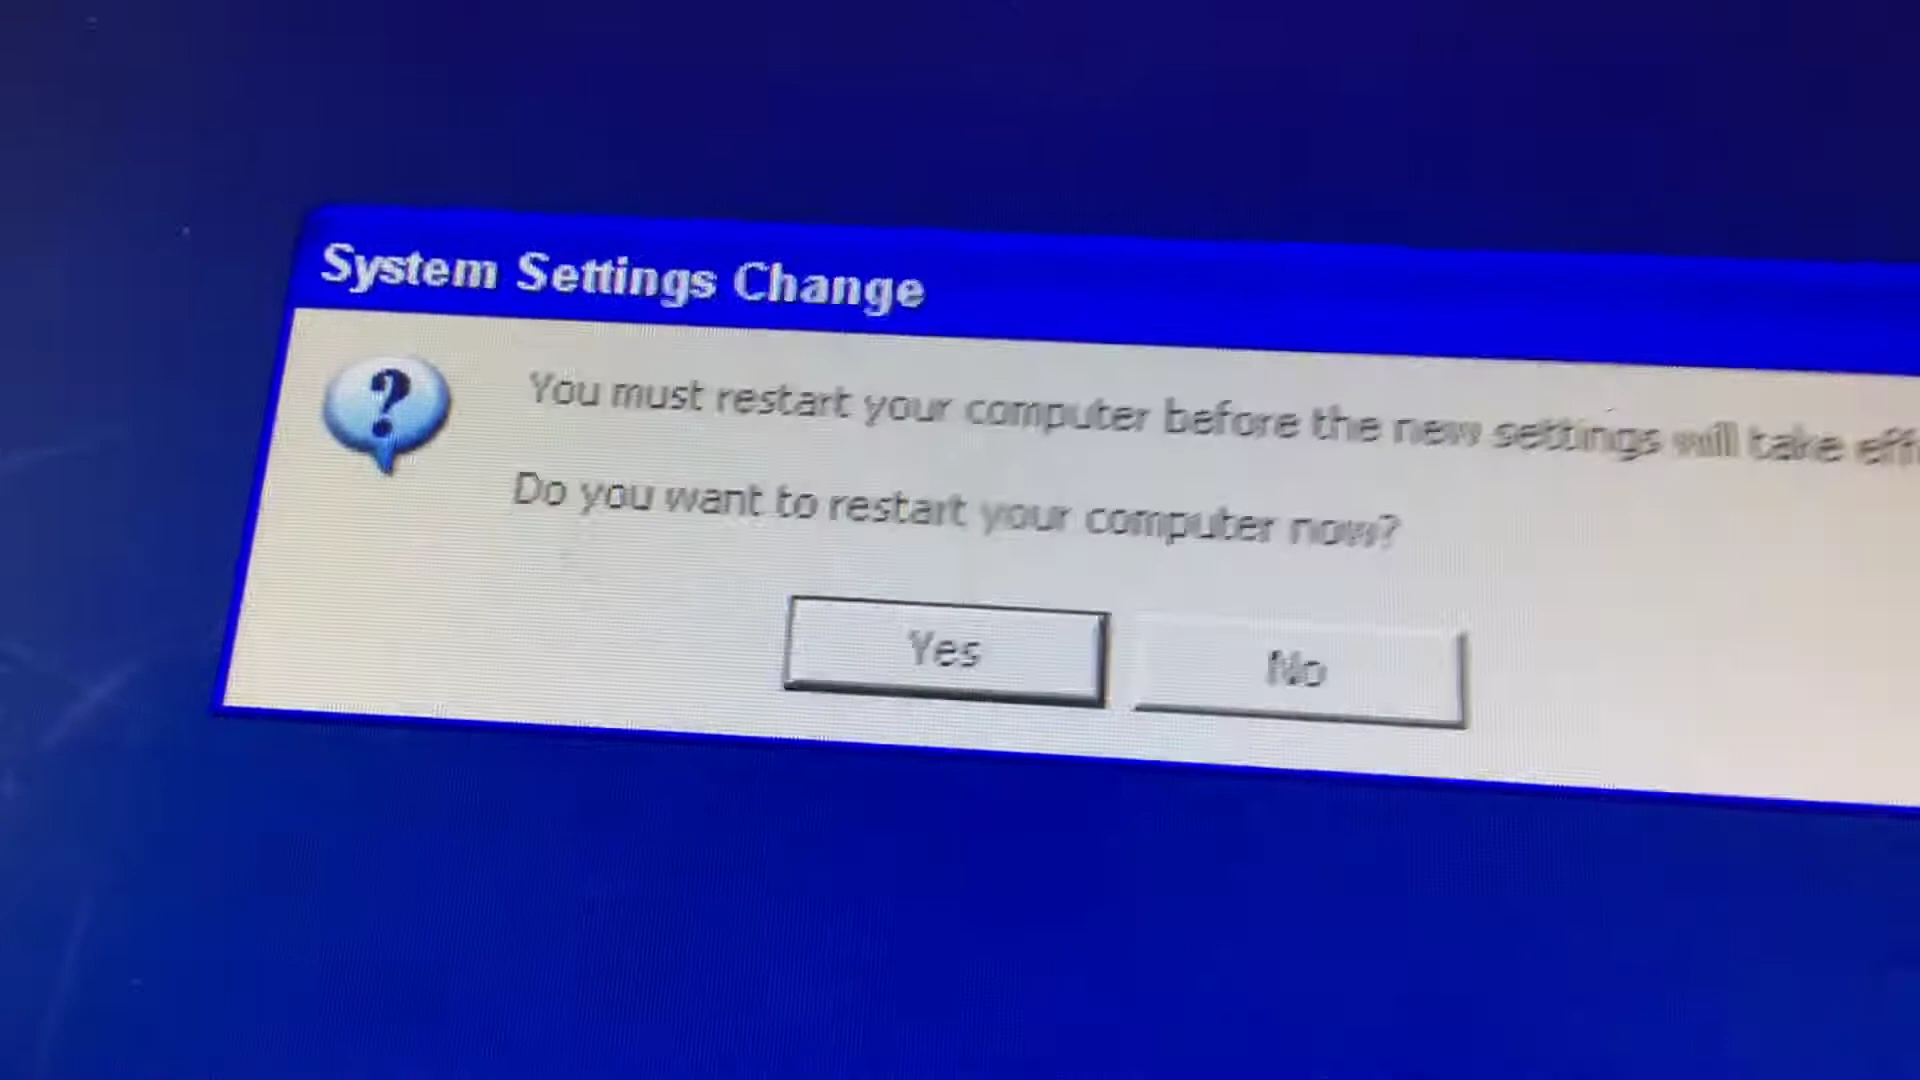 System Settings Change
?
You must restart your computer before the new settings will take eff
Do you want to restart your computer now?
Yes
No